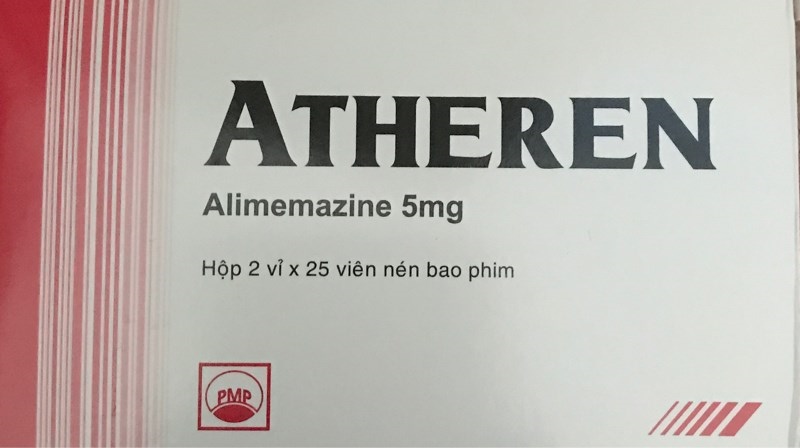 ATHEREN
Alimemazine 5mg
Hộp 2 vỉ x 25 viên nén bao phim
PMP